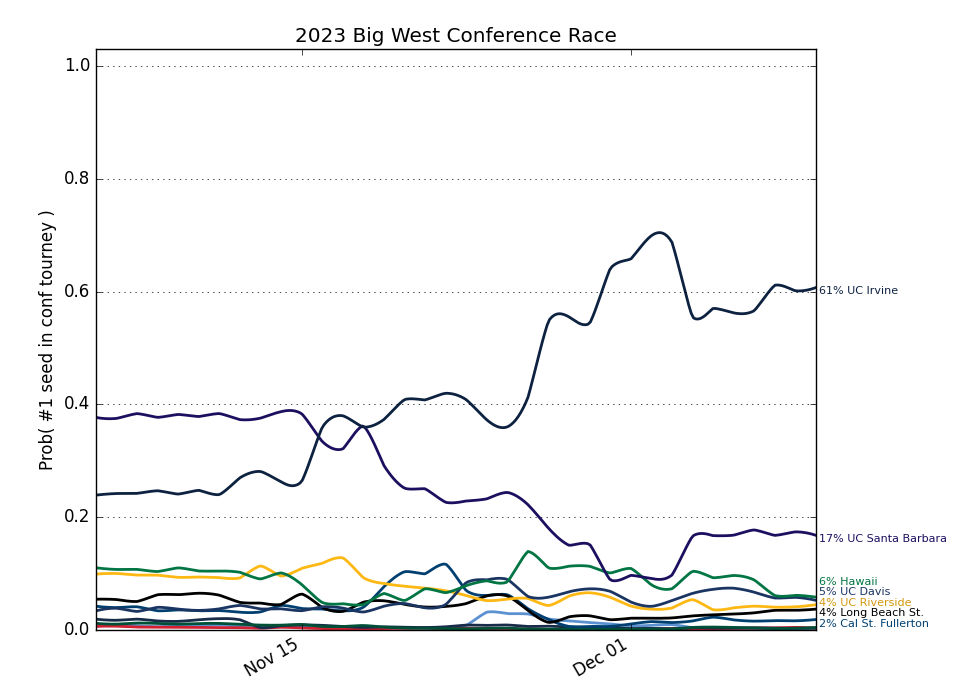 2023 Big West Conference Race
Prob( #1 seed in conf tourney )
1.0
0.8
0.6
0.4
0.2
0.0
Nov 15
Dec 01
61% UC Irvine
17% UC Santa Barbara
6% Hawaii
5% UC Davis
4% UC Riverside
4% Long Beach St.
2% Cal St. Fullerton